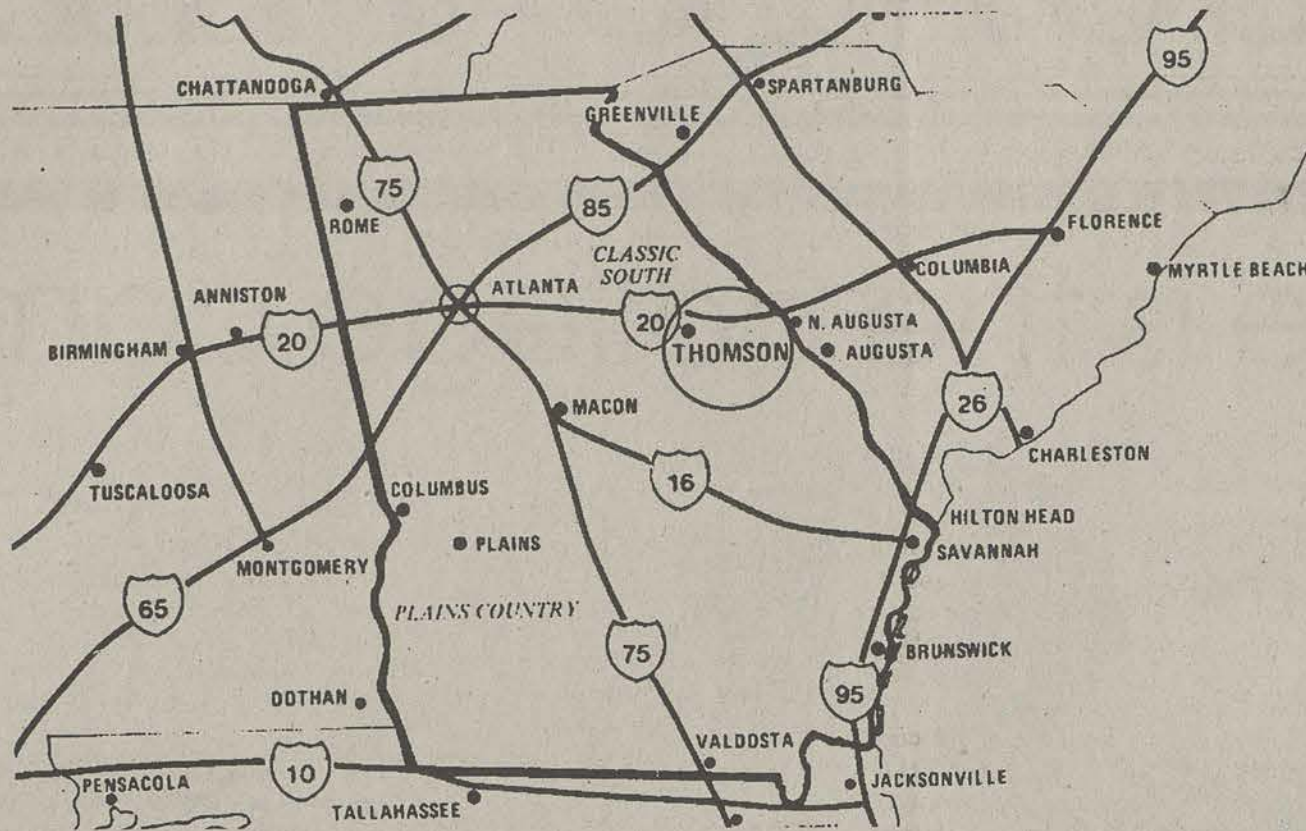 95
CHATTANOOGA
SPARTANBURG
GREENVILLE
75
85
ROME
FLORENCE
CLASSIC
SOUTH
COLUMBIA
MYRTLE BEACH
ANNISTON
ATLANTA
20
20
N. AUGUSTA
BIRMINGHAM
THOMSON
AUGUSTA
26
MACON
CHARLESTON
TUSCALOOSA
16
COLUMBUS
HILTON HEAD
PLAINS
SAVANNAH
MONTGOMERY
65
PLAINS COUNTRY
75
BRUNSWICK
95
DOTHAN
VALDOSTA
10
PENSACOLA
JACKSONVILLE
TALLAHASSEE